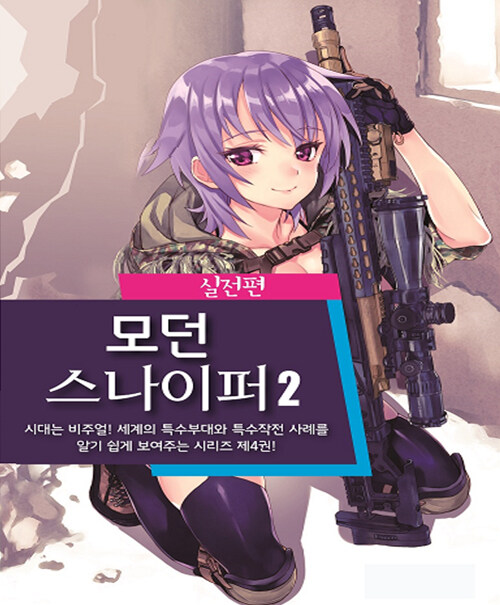 실전편
모던
스나이퍼 2
시대는 비주얼! 세계의 특수부대와 특수작전 사례를
알기 쉽게 보여주는 시리즈 제4권!